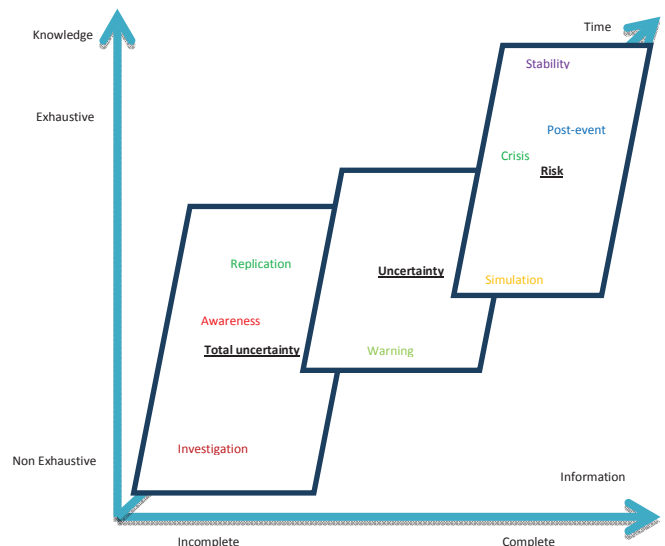 Time
Knowledge
Stability
Exhaustive
Post-event
Crisis
Risk
Replication
Uncertainty
Simulation
Awareness
Total uncertainty
Warning
Investigation
Non Exhaustive
Information
Incomplete
Complete